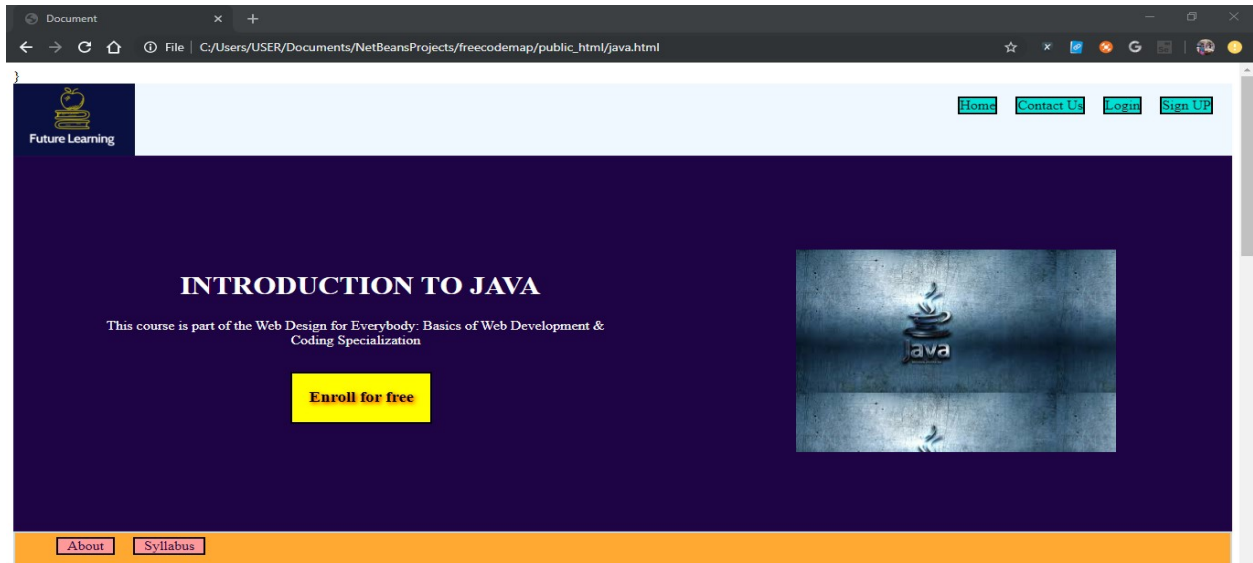 Document
File C:/Users/USER/Documents/NetBeansProjects/freecodemap/public_html/java.html
}
Future Learning
Home Contact Us Login Sign UP
INTRODUCTION TO JAVA
This course is part of the Web Design for Everybody: Basics of Web Development &
Coding Specialization
Enroll for free
Java
About Syllabus